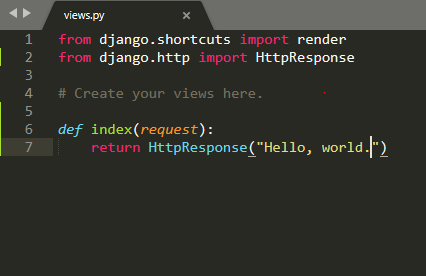 views.py
1 from django.shortcuts import render
2 from django.http import HttpResponse
3
4 # Create your views here.
5
6 def index(request):
7     return HttpResponse("Hello, world.")